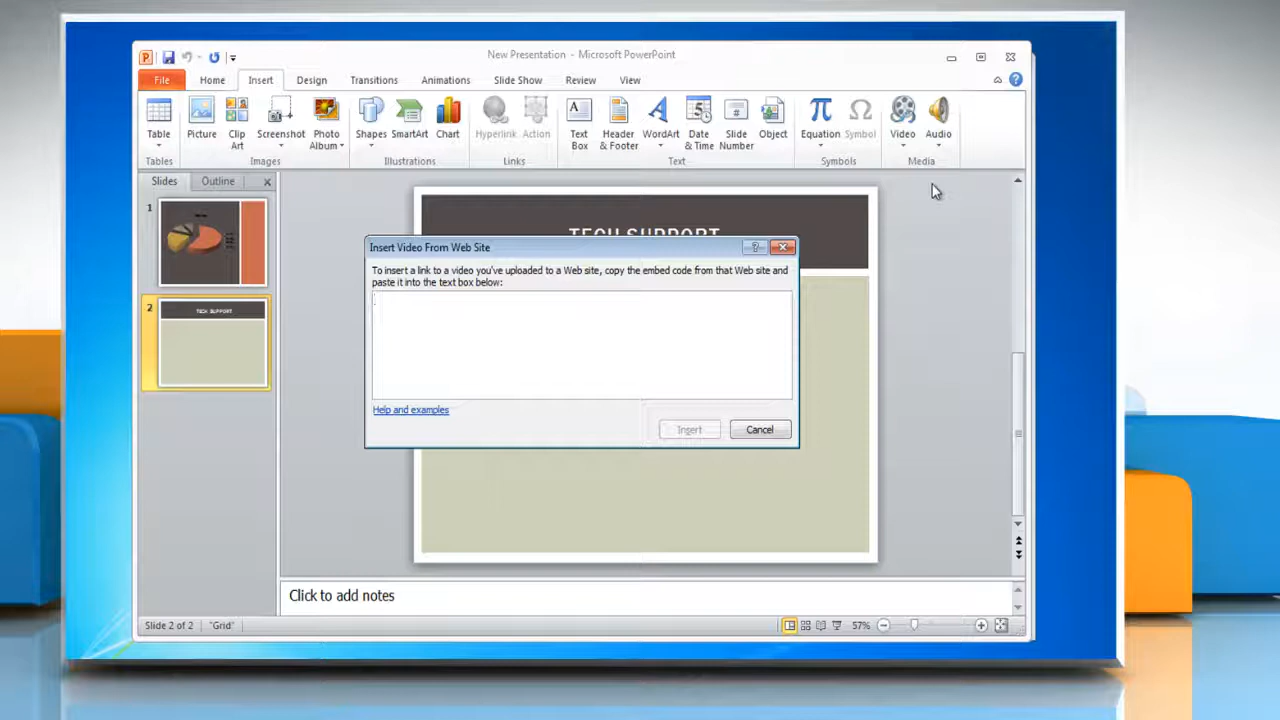 New Presentation - Microsoft PowerPoint
File Home Insert Design Transitions Animations Slide Show Review View
Table Picture Clip Art Screenshot Photo Album Shapes SmartArt Chart Hyperlink Action Text Box Header & Footer WordArt Date & Time Slide Number Object Equation Symbol Video Audio
Tables Images Illustrations Links Text Symbols Media
Slides Outline
1
2
TECH SUPPORT
TECH SUPPORT
Insert Video From Web Site
To insert a link to a video you've uploaded to a Web site, copy the embed code from that Web site and
paste it into the text box below:
Help and examples
Insert Cancel
Click to add notes
Slide 2 of 2 "Grid" 57%